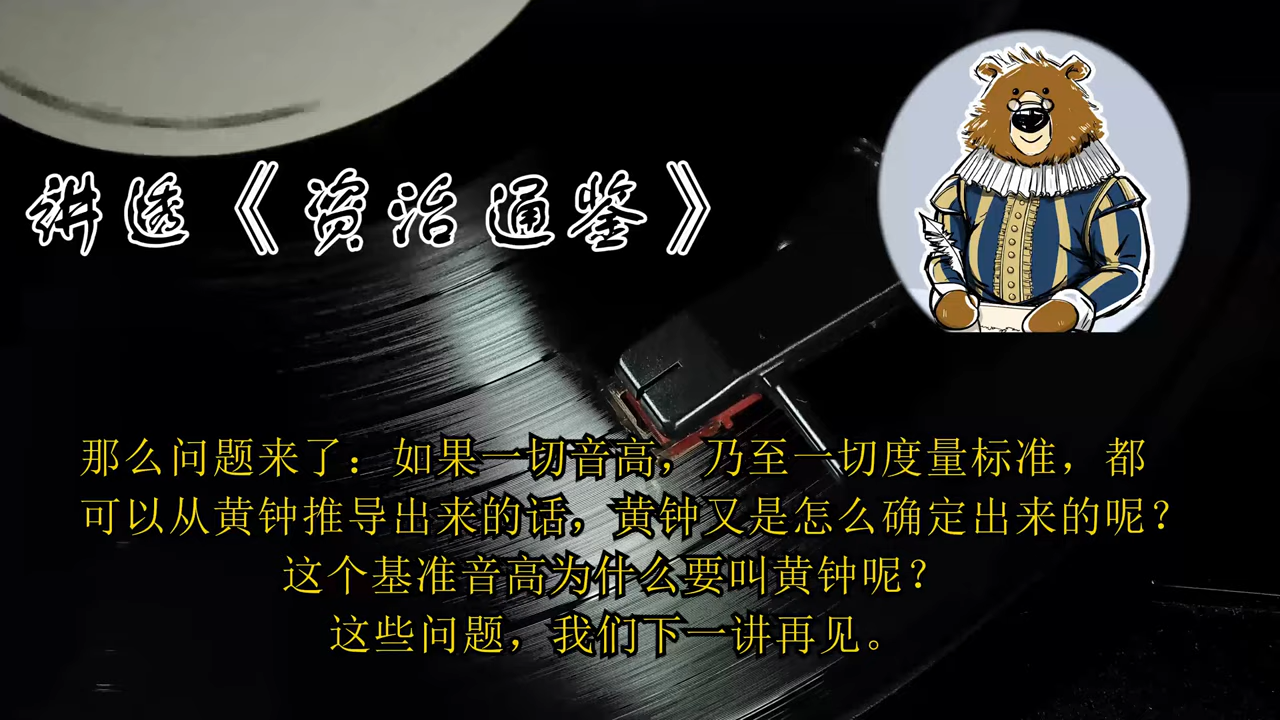 讲透《资治通鉴》
那么问题来了：如果一切音高，乃至一切度量标准，都
可以从黄钟推导出来的话，黄钟又是怎么确定出来的呢？
这个基准音高为什么要叫黄钟呢？
这些问题，我们下一讲再见。